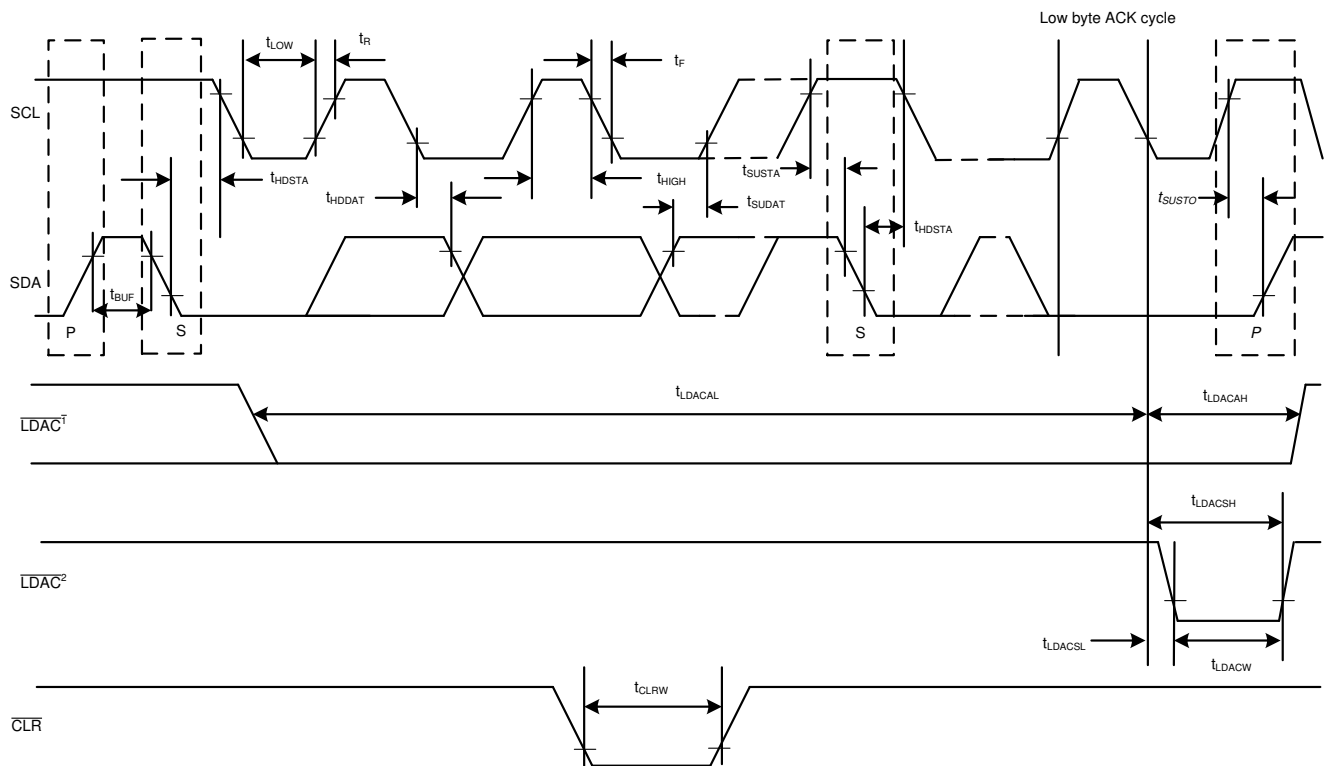 Low byte ACK cycle
tLOW
tR
tF
SCL
tHDSTA
tHDDAT
tHIGH
tSUSTA
tSUDAT
tHDSTA
tSUSTO
SDA
tBUF
P
S
S
P
LDAC1
tLDACAL
tLDACAH
tLDACSH
LDAC2
tLDACSL
tLDACW
tCLRW
CLR